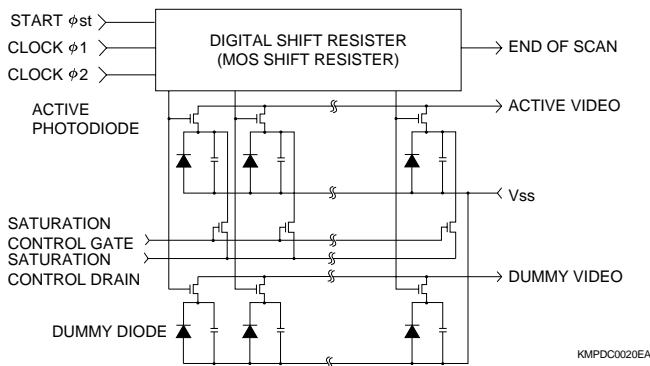 START ϕst
CLOCK ϕ1
CLOCK ϕ2
DIGITAL SHIFT RESISTER
(MOS SHIFT RESISTER)
END OF SCAN
ACTIVE
PHOTODIODE
ACTIVE VIDEO
Vss
SATURATION
CONTROL GATE
SATURATION
CONTROL DRAIN
DUMMY VIDEO
DUMMY DIODE
KMPDC0020EA